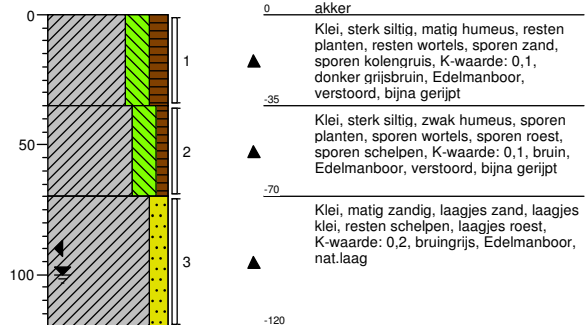 0
50
100
1
2
3
0 akker
Klei, sterk siltig, matig humeus, resten
planten, resten wortels, sporen zand,
sporen kolengruis, K-waarde: 0,1,
donker grijsbruin, Edelmanboor,
verstoord, bijna gerijpt
-35
Klei, sterk siltig, zwak humeus, sporen
planten, sporen wortels, sporen roest,
sporen schelpen, K-waarde: 0,1, bruin,
Edelmanboor, verstoord, bijna gerijpt
-70
Klei, matig zandig, laagjes zand, laagjes
klei, resten schelpen, laagjes roest,
K-waarde: 0,2, bruingrijs, Edelmanboor,
nat.laag
-120